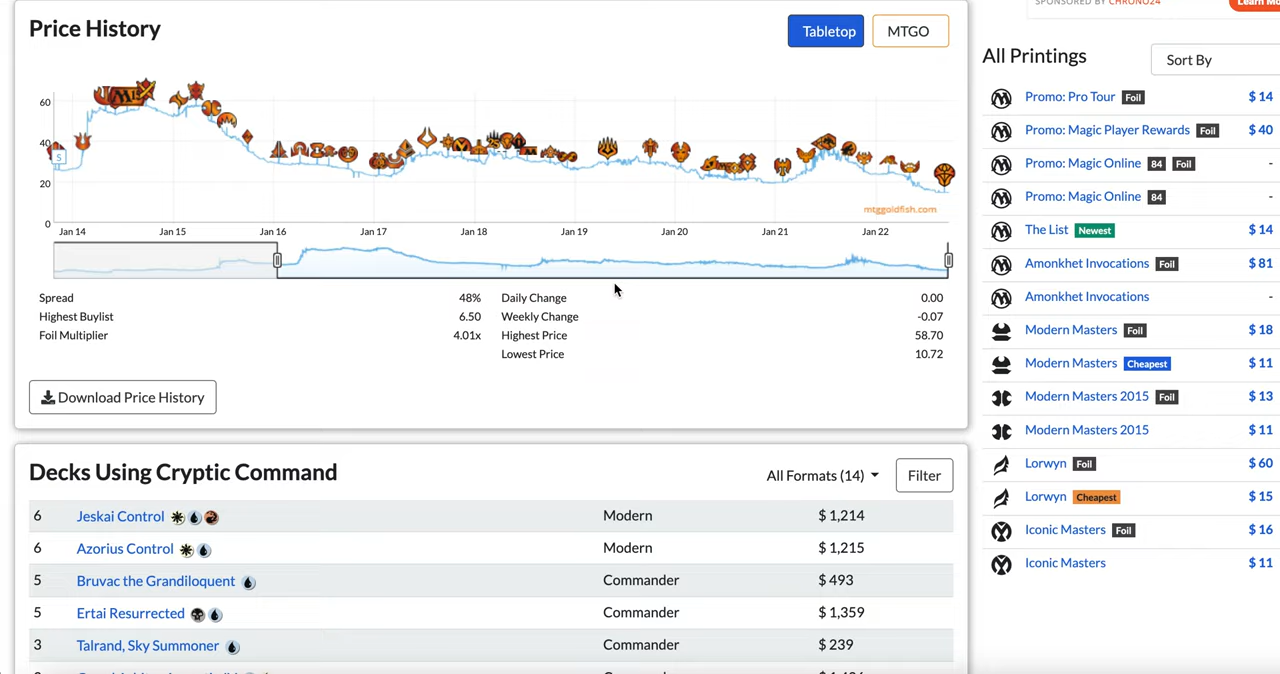 SPONSORED BY CHRONO24
Learn Mo
Price History
Tabletop
MTGO
60
40
20
0
S
Jan 14
Jan 15
Jan 16
Jan 17
Jan 18
Jan 19
Jan 20
Jan 21
Jan 22
mtggoldfish.com
Spread 48%
Highest Buylist 6.50
Foil Multiplier 4.01x
Daily Change 0.00
Weekly Change -0.07
Highest Price 58.70
Lowest Price 10.72
Download Price History
All Printings
Sort By
Promo: Pro Tour Foil $ 14
Promo: Magic Player Rewards Foil $ 40
Promo: Magic Online 84 Foil -
Promo: Magic Online 84 -
The List Newest $ 14
Amonkhet Invocations Foil $ 81
Amonkhet Invocations -
Modern Masters Foil $ 18
Modern Masters Cheapest $ 11
Modern Masters 2015 Foil $ 13
Modern Masters 2015 $ 11
Lorwyn Foil $ 60
Lorwyn Cheapest $ 15
Iconic Masters Foil $ 16
Iconic Masters $ 11
Decks Using Cryptic Command
All Formats (14)
Filter
6 Jeskai Control Modern $ 1,214
6 Azorius Control Modern $ 1,215
5 Bruvac the Grandiloquent Commander $ 493
5 Ertai Resurrected Commander $ 1,359
3 Talrand, Sky Summoner Commander $ 239